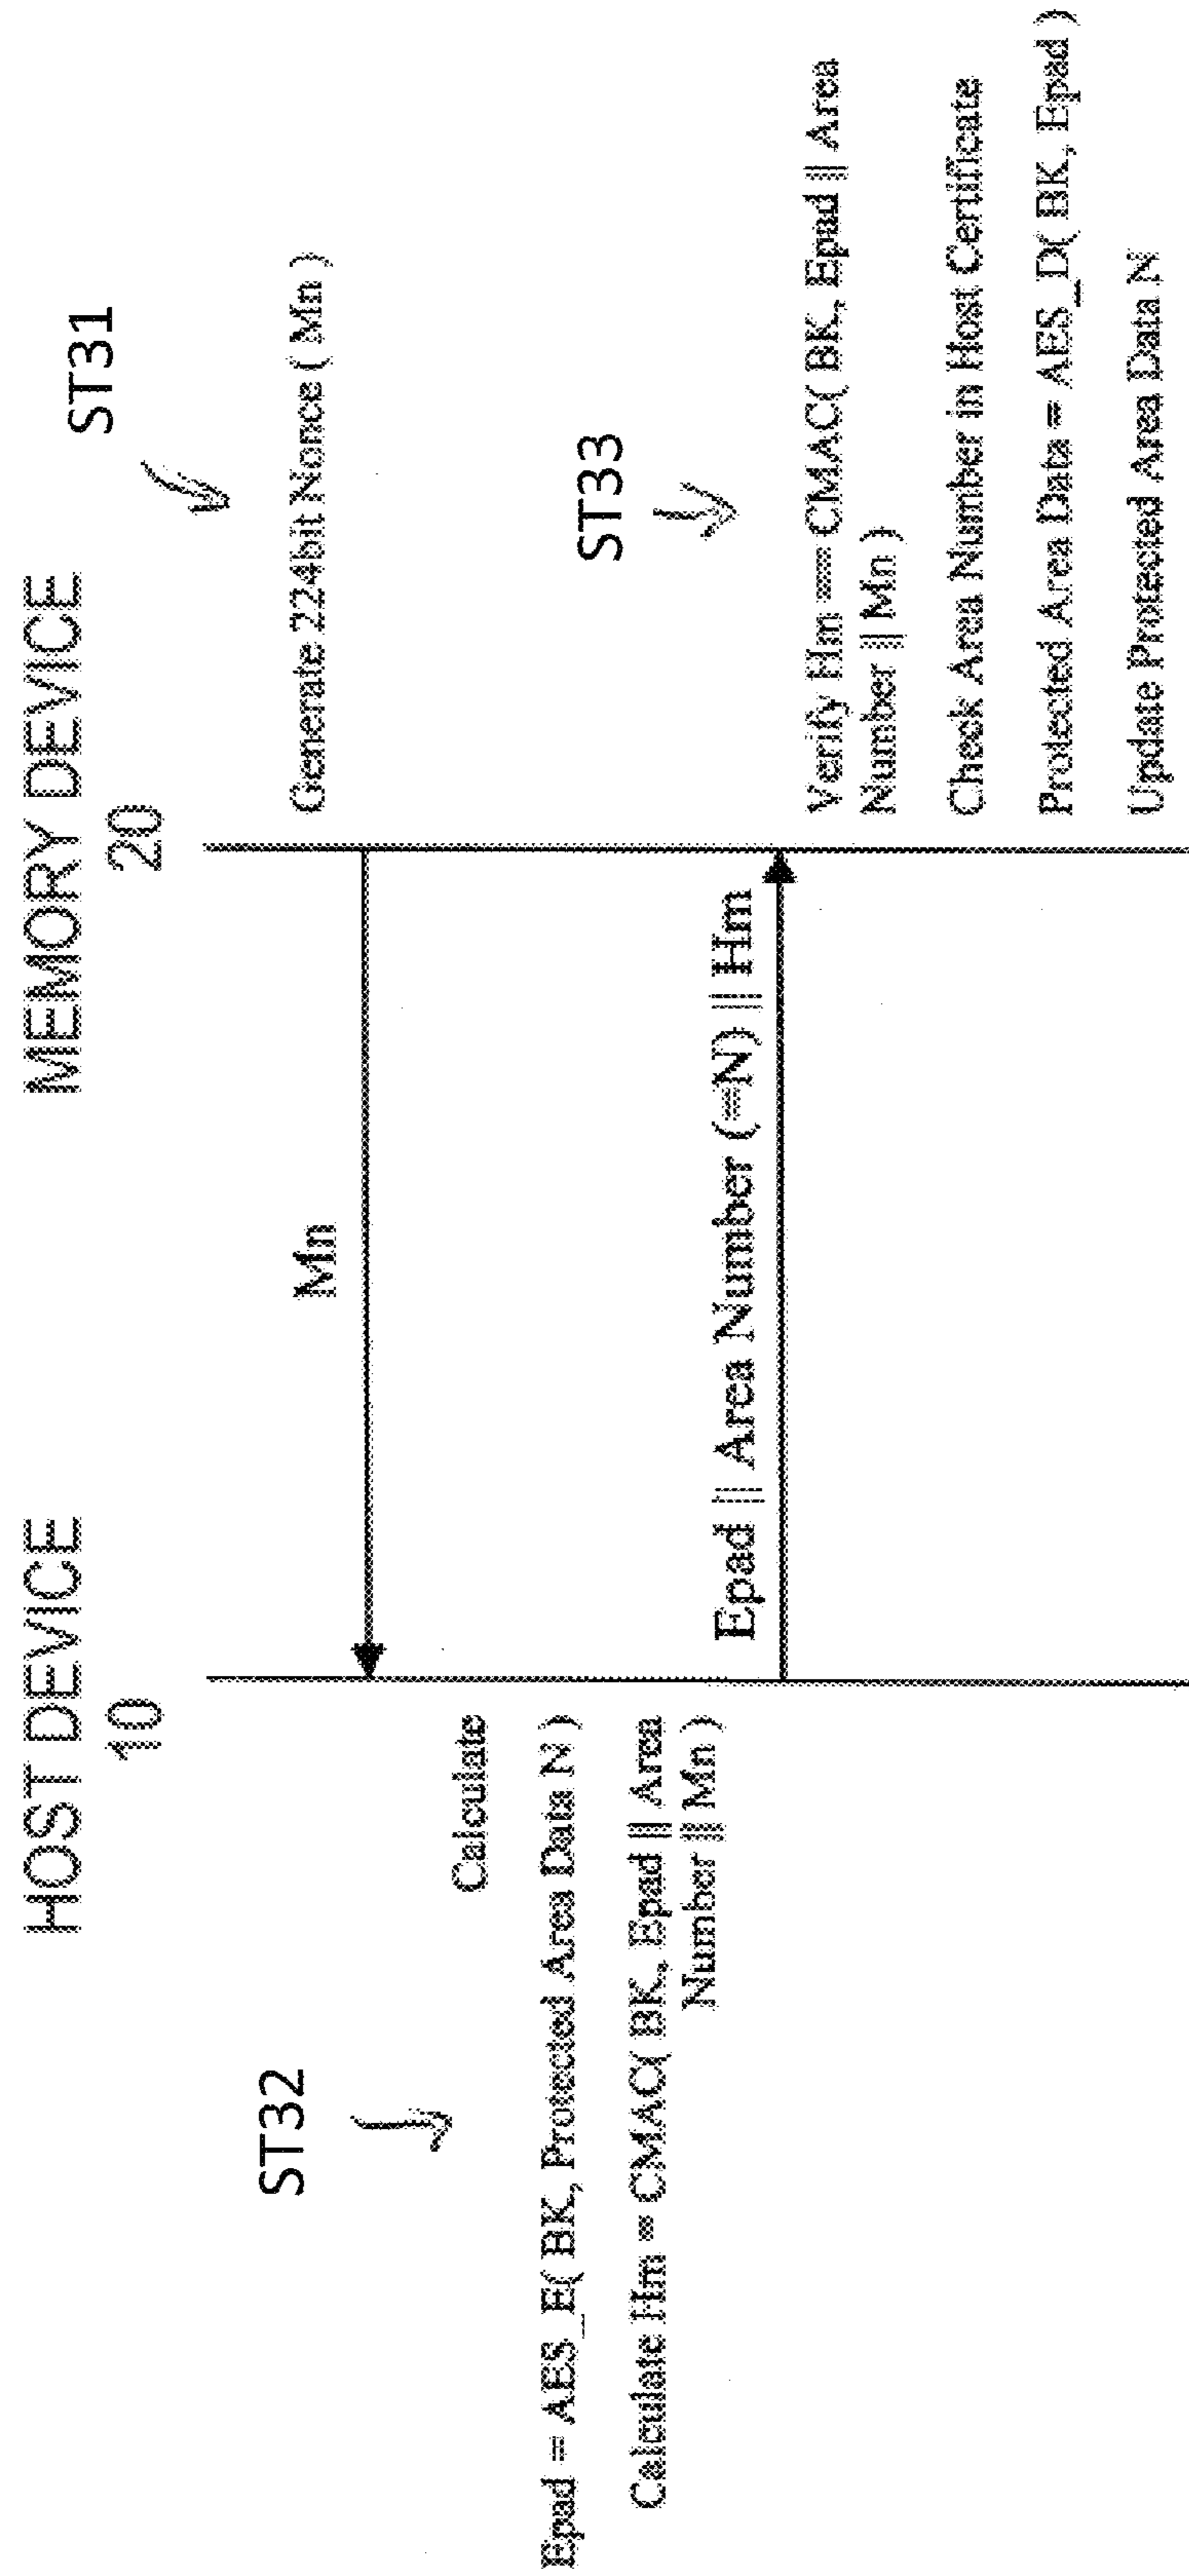 HOST DEVICE
10
MEMORY DEVICE
20
ST31
Generate 224bit Nonce ( Mn )
Mn
ST32
Calculate
Epad = AES_E( BK, Protected Area Data N )
Calculate Hm = CMAC( BK, Epad || Area
Number || Mn )
Epad || Area Number (=N) || Hm
ST33
Verify Hm == CMAC( BK, Epad || Area
Number || Mn )
Check Area Number in Host Certificate
Protected Area Data = AES_D( BK, Epad )
Update Protected Area Data N